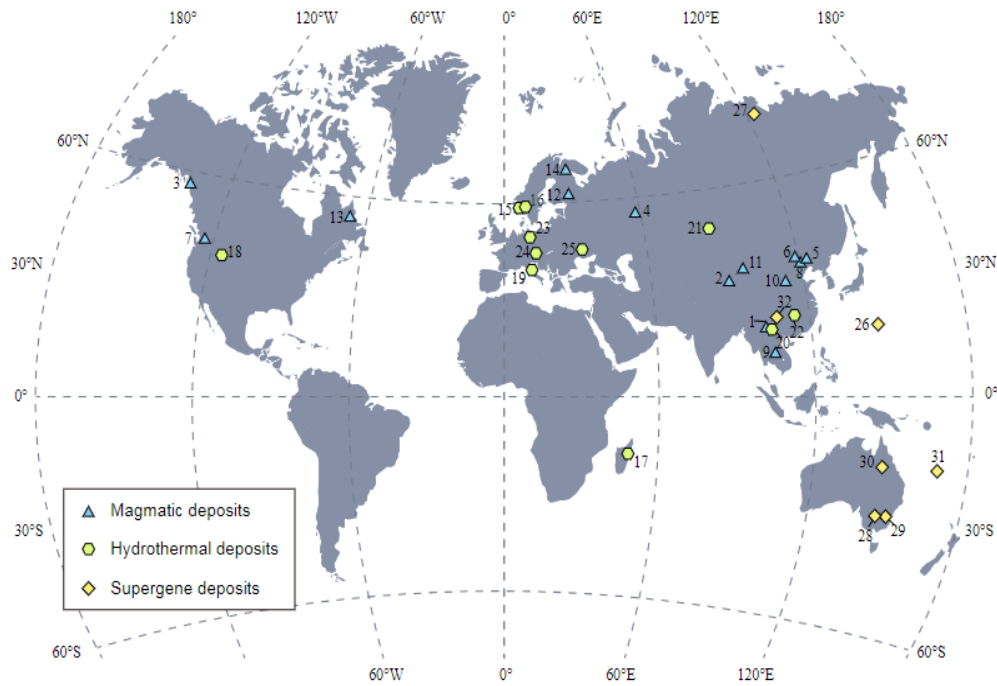 180° 120°W 60°W 0° 60°E 120°E 180°
60°N 60°N
27
14
3 12
15 16 4
13
23 21
7 18 24 25 6 5
30°N 11 8 30°N
19 2 10
32
1 22 26
20
9
0° 0°
17 30 31
Magmatic deposits
30°S Hydrothermal deposits 28 29 30°S
Supergene deposits
60°S 60°S
60°W 0° 60°E 120°E